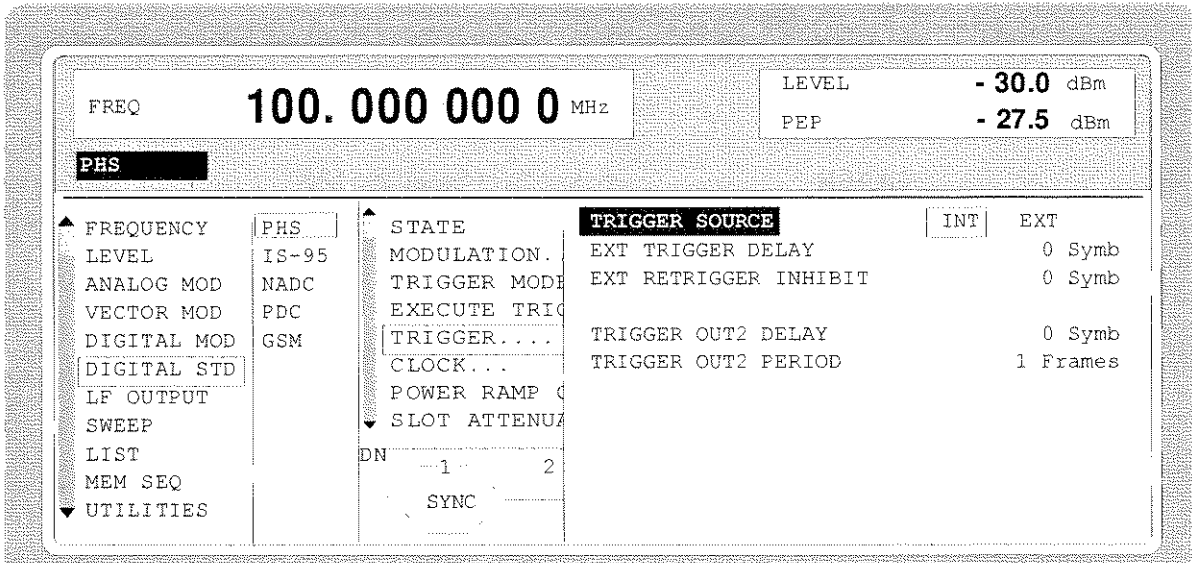 FREQ 100. 000 000 0 MHz
LEVEL - 30.0 dBm
PEP - 27.5 dBm
PHS
FREQUENCY
LEVEL
ANALOG MOD
VECTOR MOD
DIGITAL MOD
DIGITAL STD
LF OUTPUT
SWEEP
LIST
MEM SEQ
UTILITIES
PHS
IS-95
NADC
PDC
GSM
STATE
MODULATION.
TRIGGER MODE
EXECUTE TRIG
TRIGGER....
CLOCK...
POWER RAMP C
SLOT ATTENUA
DN 1 2
SYNC
TRIGGER SOURCE INT EXT
EXT TRIGGER DELAY 0 Symb
EXT RETRIGGER INHIBIT 0 Symb
TRIGGER OUT2 DELAY 0 Symb
TRIGGER OUT2 PERIOD 1 Frames